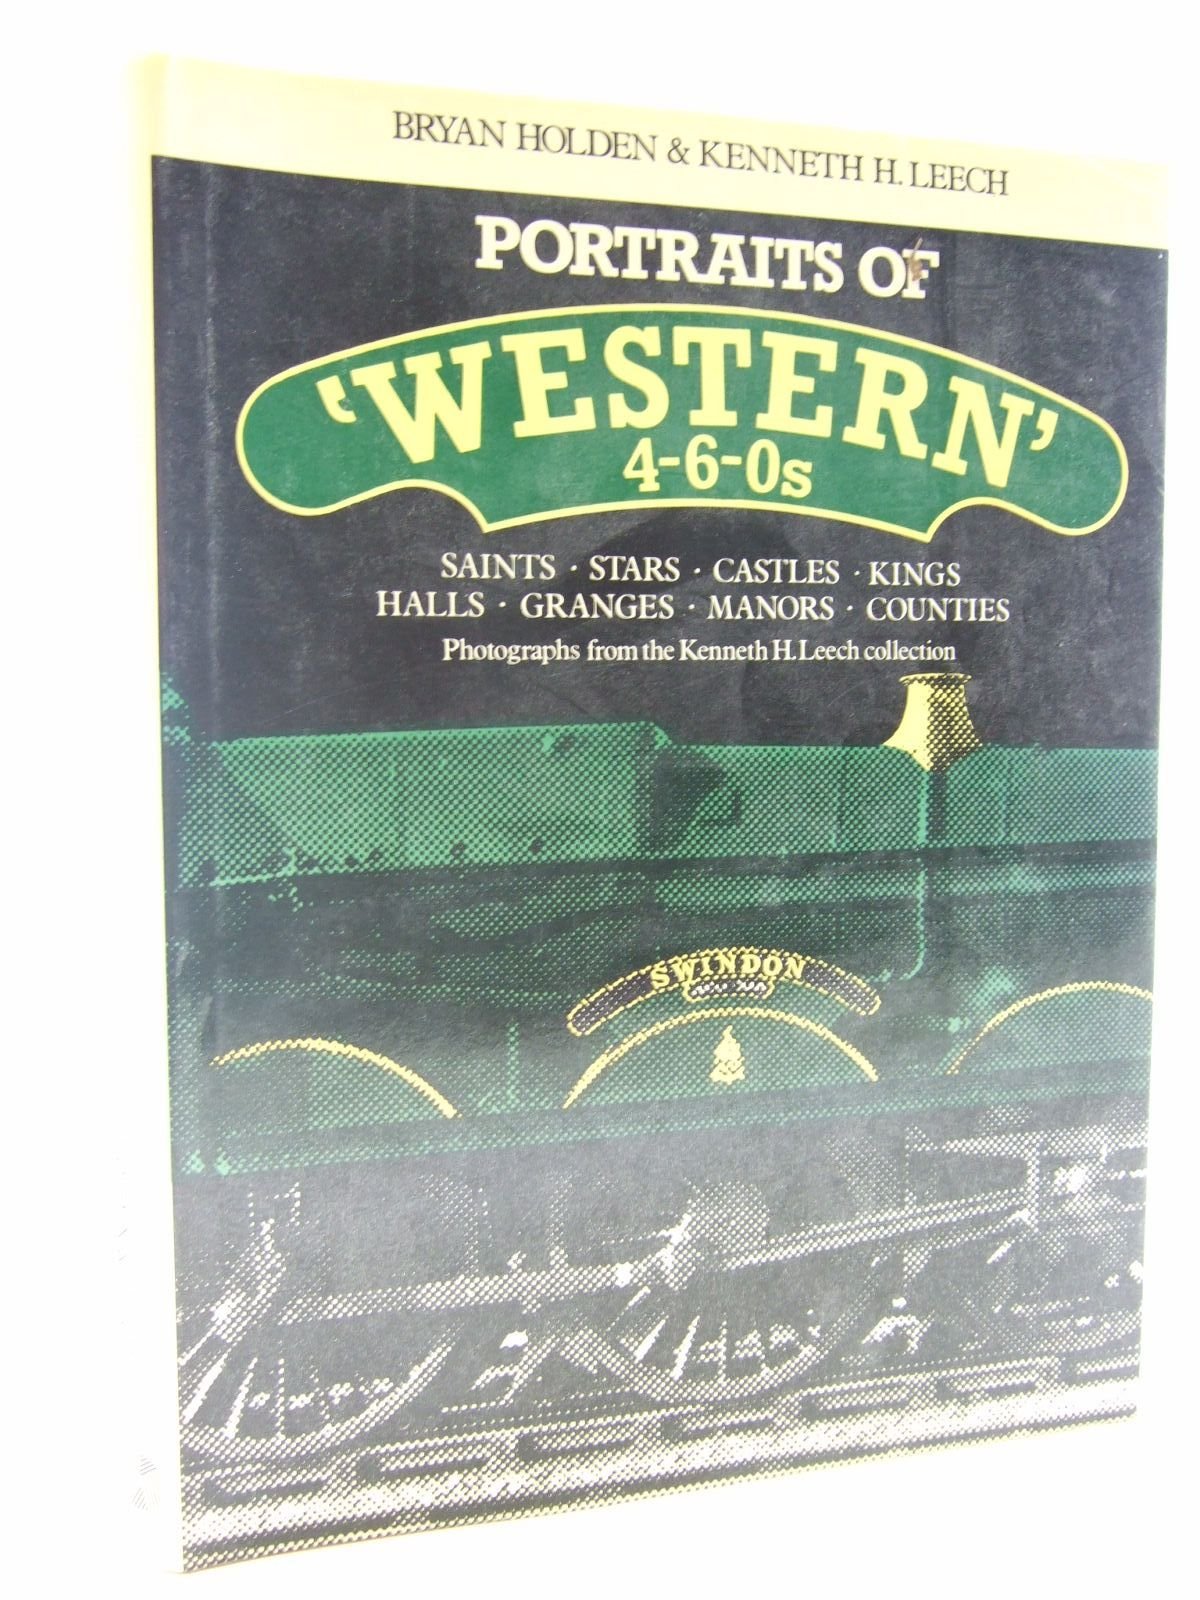 BRYAN HOLDEN & KENNETH H. LEECH
PORTRAITS OF
'WESTERN'
4-6-0s
SAINTS · STARS · CASTLES · KINGS
HALLS · GRANGES · MANORS · COUNTIES
Photographs from the Kenneth H. Leech collection
SWINDON